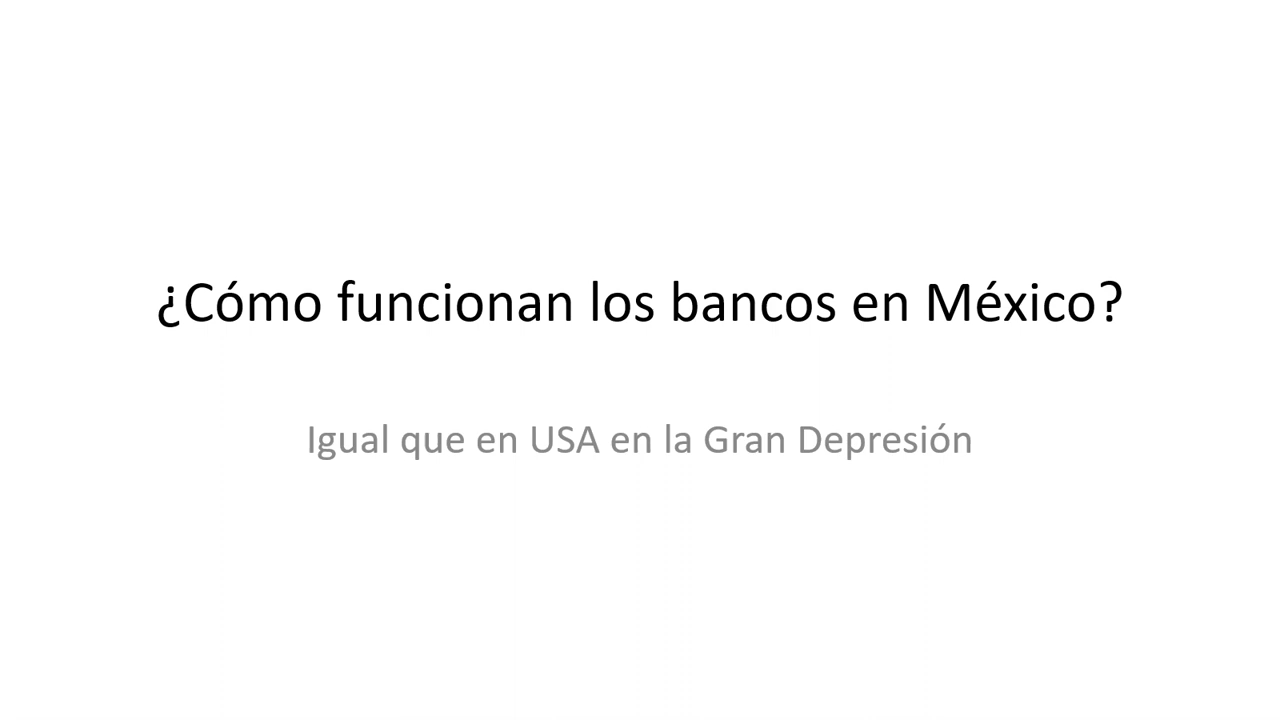 ¿Cómo funcionan los bancos en México?
Igual que en USA en la Gran Depresión